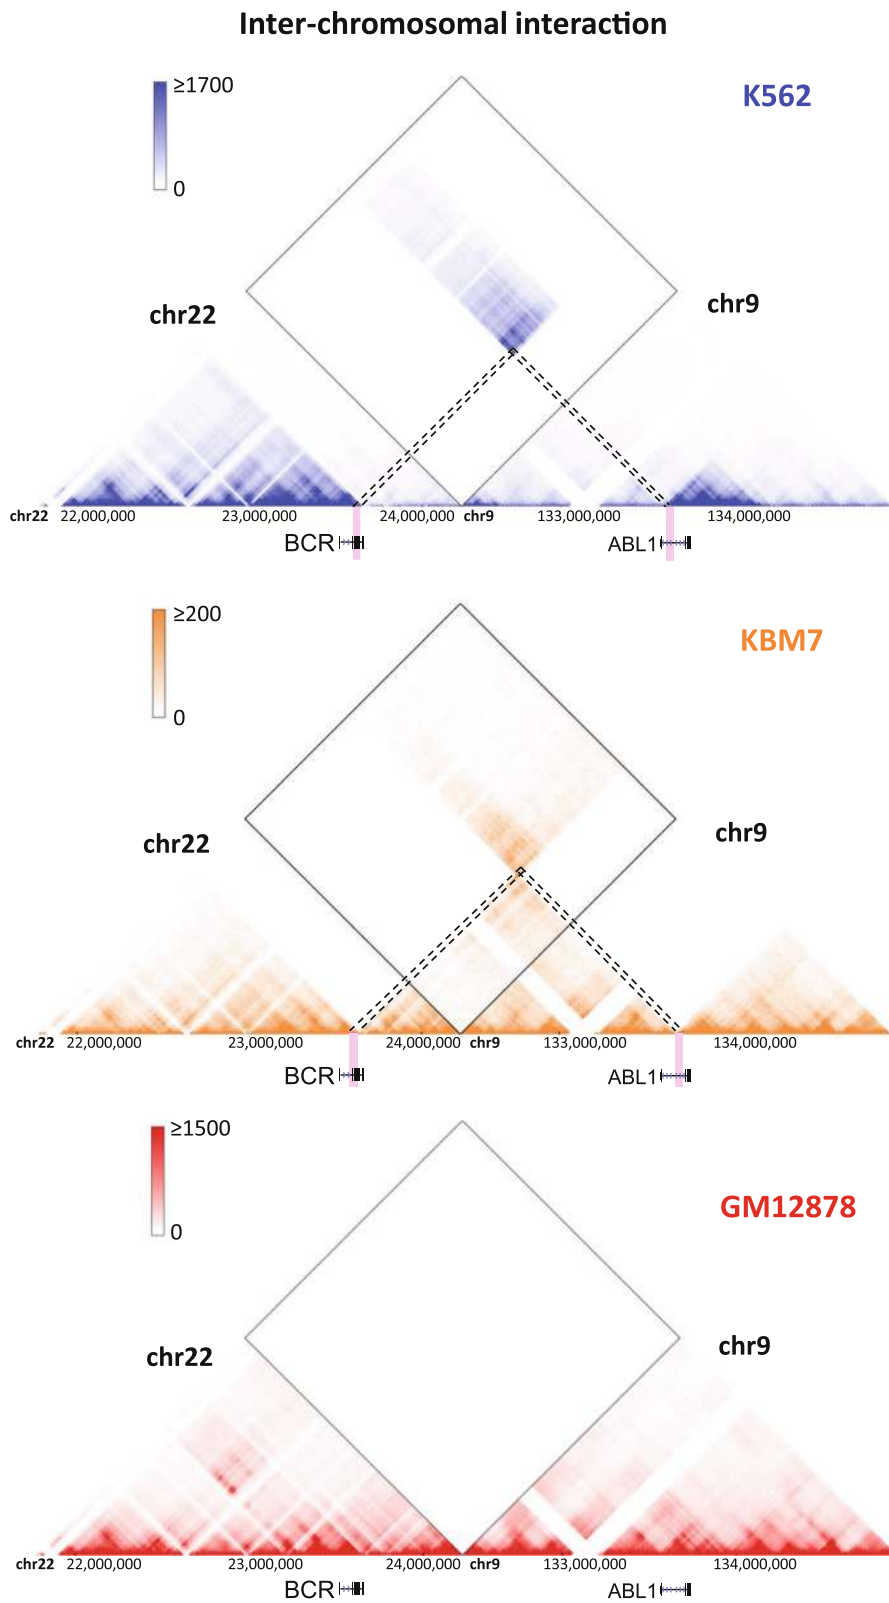 Inter-chromosomal interaction
≥1700
0
K562
chr22
chr9
chr22 22,000,000 23,000,000 24,000,000 chr9 133,000,000 134,000,000
BCR ABL1
≥200
0
KBM7
chr22
chr9
chr22 22,000,000 23,000,000 24,000,000 chr9 133,000,000 134,000,000
BCR ABL1
≥1500
0
GM12878
chr22
chr9
chr22 22,000,000 23,000,000 24,000,000 chr9 133,000,000 134,000,000
BCR ABL1